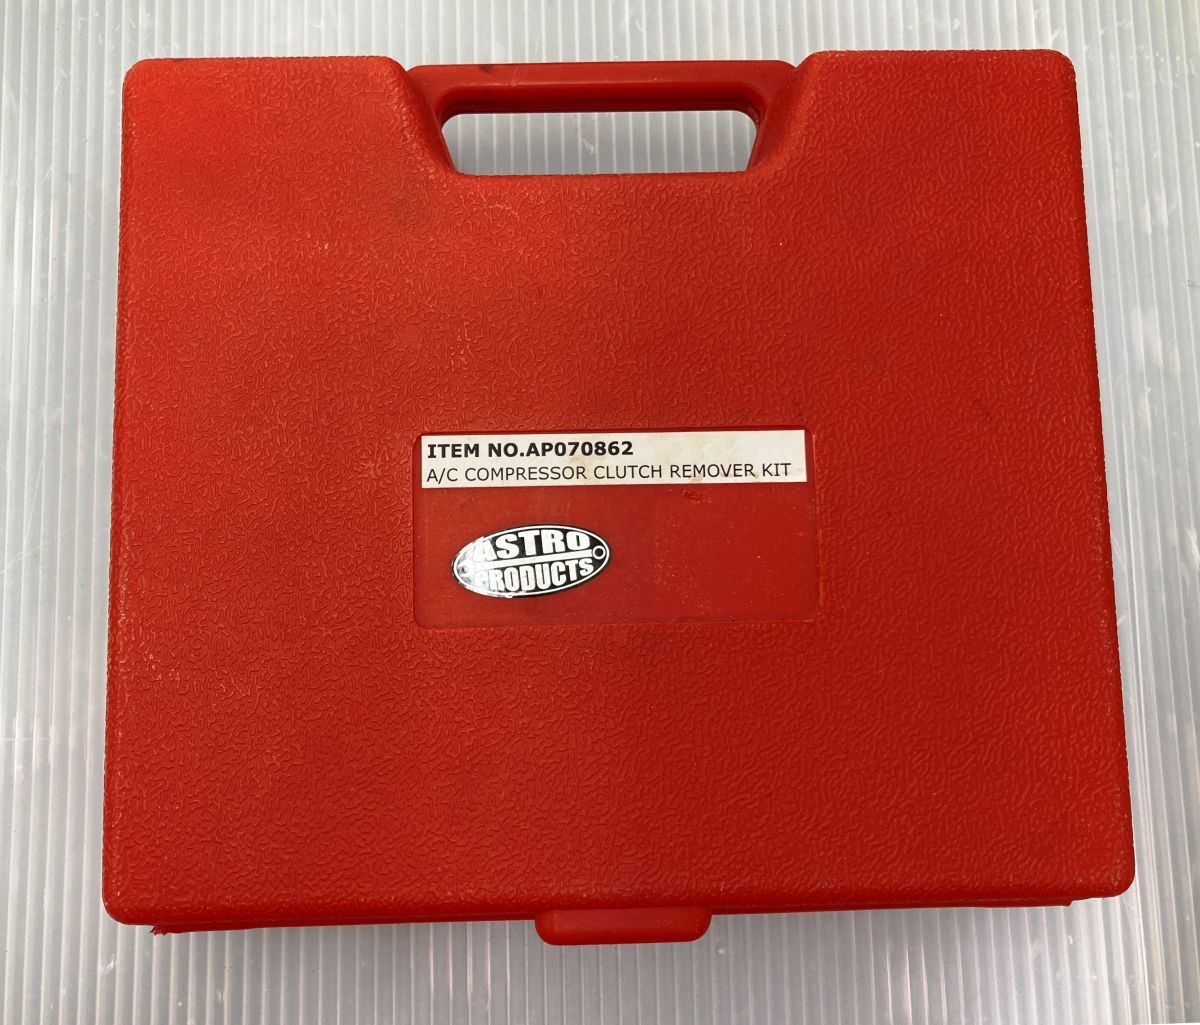 ITEM NO.AP070862
A/C COMPRESSOR CLUTCH REMOVER KIT
ASTRO
PRODUCTS